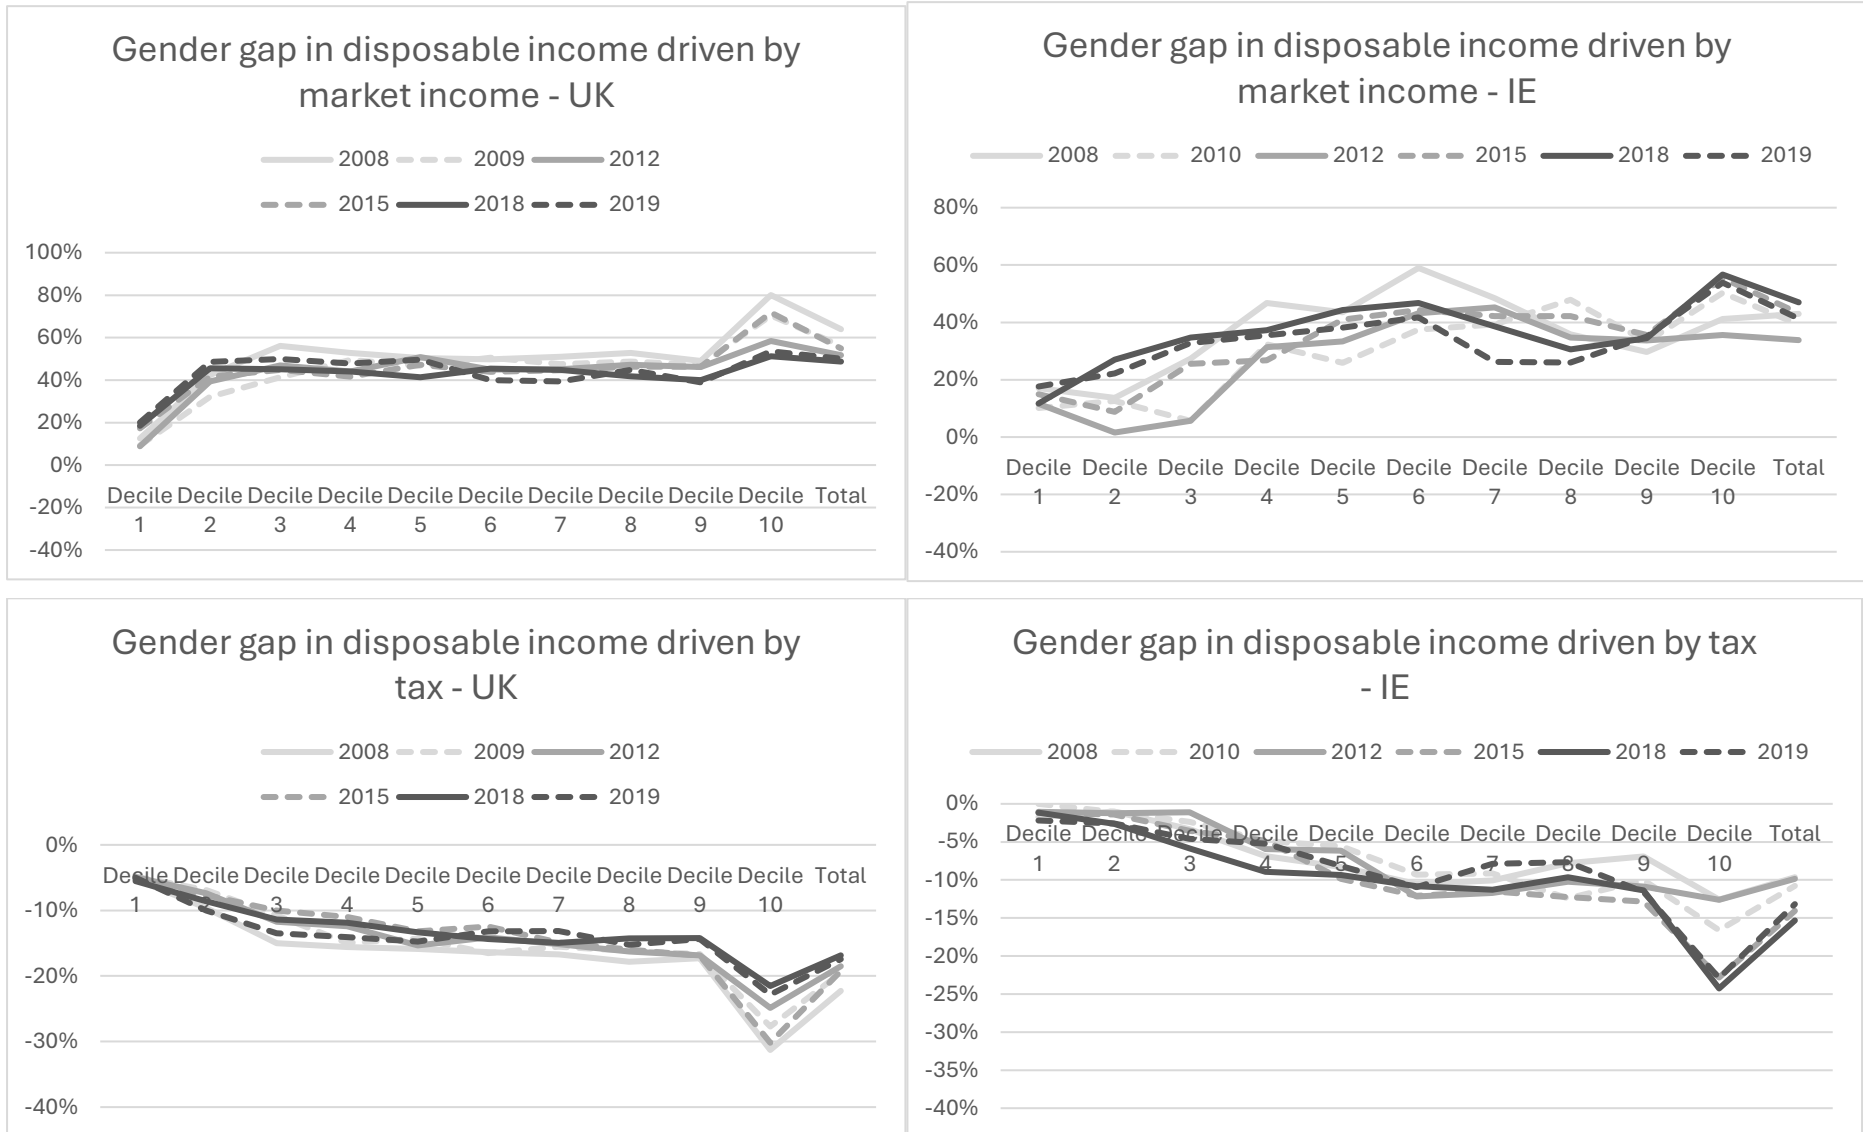 Gender gap in disposable income driven by
market income - UK
2008 2009 2012
2015 2018 2019
100%
80%
60%
40%
20%
0%
-20%
-40%
Decile Decile Decile Decile Decile Decile Decile Decile Decile Decile Total
1 2 3 4 5 6 7 8 9 10
Gender gap in disposable income driven by
market income - IE
2008 2010 2012 2015 2018 2019
80%
60%
40%
20%
0%
-20%
-40%
Decile Decile Decile Decile Decile Decile Decile Decile Decile Decile Total
1 2 3 4 5 6 7 8 9 10
Gender gap in disposable income driven by
tax - UK
2008 2009 2012
2015 2018 2019
0%
-10%
-20%
-30%
-40%
Decile Decile Decile Decile Decile Decile Decile Decile Decile Decile Total
1 2 3 4 5 6 7 8 9 10
Gender gap in disposable income driven by tax
- IE
2008 2010 2012 2015 2018 2019
0%
-5%
-10%
-15%
-20%
-25%
-30%
-35%
-40%
Decile Decile Decile Decile Decile Decile Decile Decile Decile Decile Total
1 2 3 4 5 6 7 8 9 10